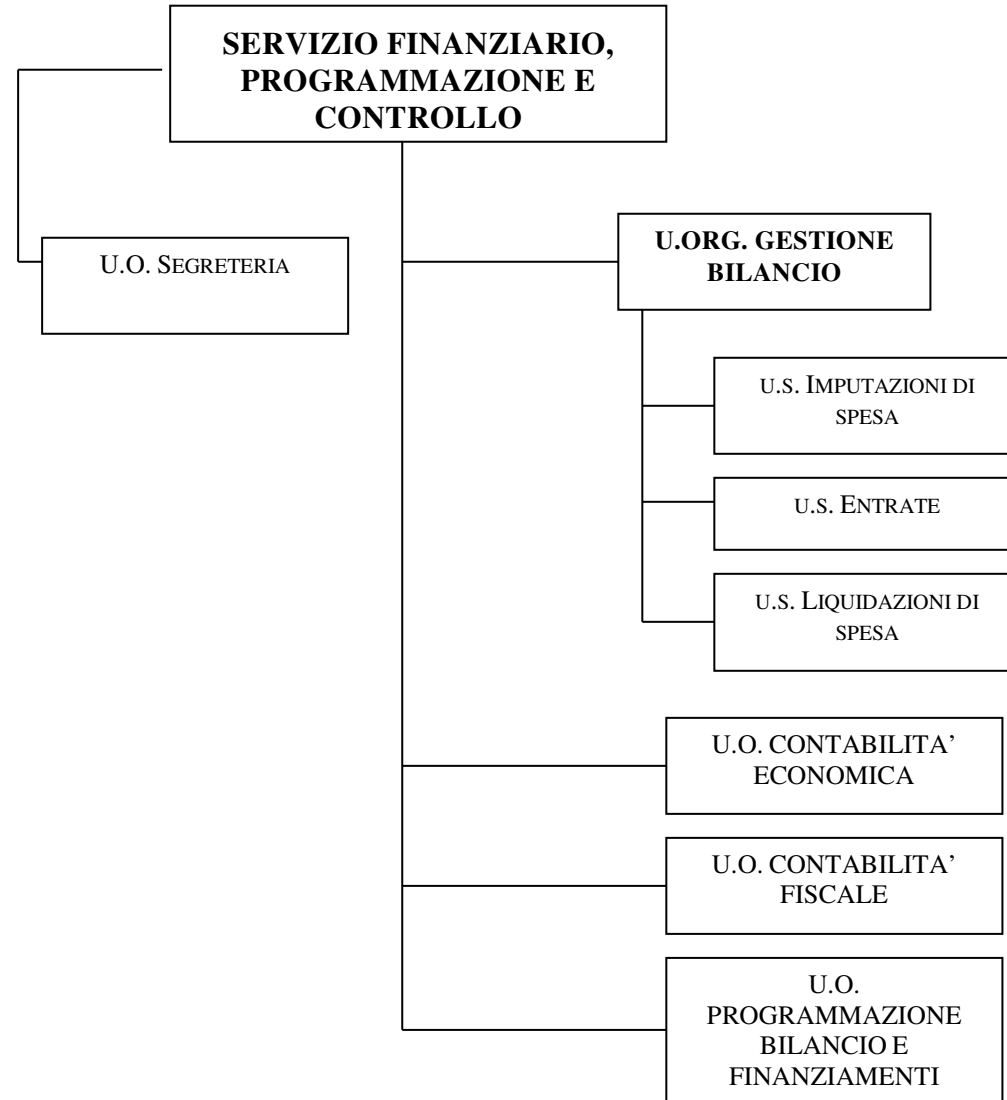 SERVIZIO FINANZIARIO,
PROGRAMMAZIONE E
CONTROLLO
U.O. SEGRETERIA
U.ORG. GESTIONE
BILANCIO
U.S. IMPUTAZIONI DI
SPESA
U.S. ENTRATE
U.S. LIQUIDAZIONI DI
SPESA
U.O. CONTABILITA’
ECONOMICA
U.O. CONTABILITA’
FISCALE
U.O.
PROGRAMMAZIONE
BILANCIO E
FINANZIAMENTI